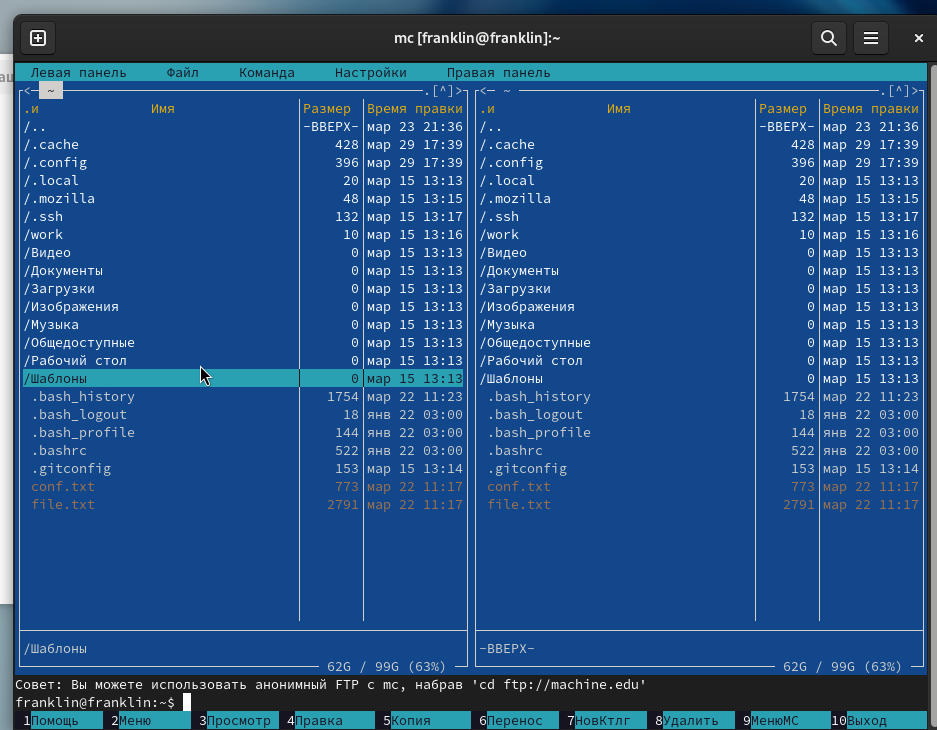 mc [franklin@franklin]:~
Левая панель Файл Команда Настройки Правая панель
<─ ~ .[^]> <─ ~ .[^]>
.и Имя Размер Время правки .и Имя Размер Время правки
/.. -ВВЕРХ- мар 23 21:36 /.. -ВВЕРХ- мар 23 21:36
/.cache 428 мар 29 17:39 /.cache 428 мар 29 17:39
/.config 396 мар 29 17:39 /.config 396 мар 29 17:39
/.local 20 мар 15 13:13 /.local 20 мар 15 13:13
/.mozilla 48 мар 15 13:15 /.mozilla 48 мар 15 13:15
/.ssh 132 мар 15 13:17 /.ssh 132 мар 15 13:17
/work 10 мар 15 13:16 /work 10 мар 15 13:16
/Видео 0 мар 15 13:13 /Видео 0 мар 15 13:13
/Документы 0 мар 15 13:13 /Документы 0 мар 15 13:13
/Загрузки 0 мар 15 13:13 /Загрузки 0 мар 15 13:13
/Изображения 0 мар 15 13:13 /Изображения 0 мар 15 13:13
/Музыка 0 мар 15 13:13 /Музыка 0 мар 15 13:13
/Общедоступные 0 мар 15 13:13 /Общедоступные 0 мар 15 13:13
/Рабочий стол 0 мар 15 13:13 /Рабочий стол 0 мар 15 13:13
/Шаблоны 0 мар 15 13:13 /Шаблоны 0 мар 15 13:13
.bash_history 1754 мар 22 11:23 .bash_history 1754 мар 22 11:23
.bash_logout 18 янв 22 03:00 .bash_logout 18 янв 22 03:00
.bash_profile 144 янв 22 03:00 .bash_profile 144 янв 22 03:00
.bashrc 522 янв 22 03:00 .bashrc 522 янв 22 03:00
.gitconfig 153 мар 15 13:14 .gitconfig 153 мар 15 13:14
conf.txt 773 мар 22 11:17 conf.txt 773 мар 22 11:17
file.txt 2791 мар 22 11:17 file.txt 2791 мар 22 11:17
/Шаблоны -ВВЕРХ-
62G / 99G (63%) 62G / 99G (63%)
Совет: Вы можете использовать анонимный FTP с mc, набрав 'cd ftp://machine.edu'
franklin@franklin:~$
1Помощь 2Меню 3Просмотр 4Правка 5Копия 6Перенос 7НовКтлг 8Удалить 9МенюМС 10Выход